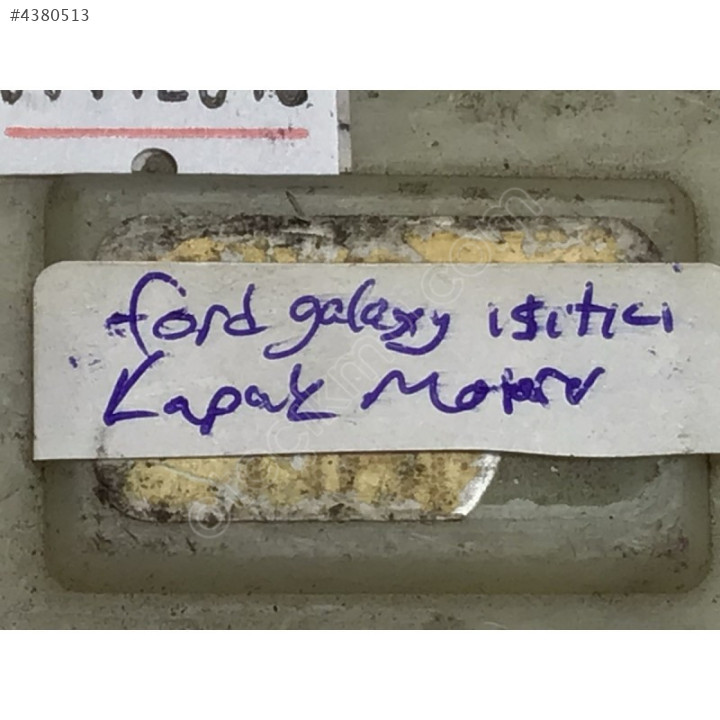 #4380513
ford galaxy ısıtıcı
kapak Motoru